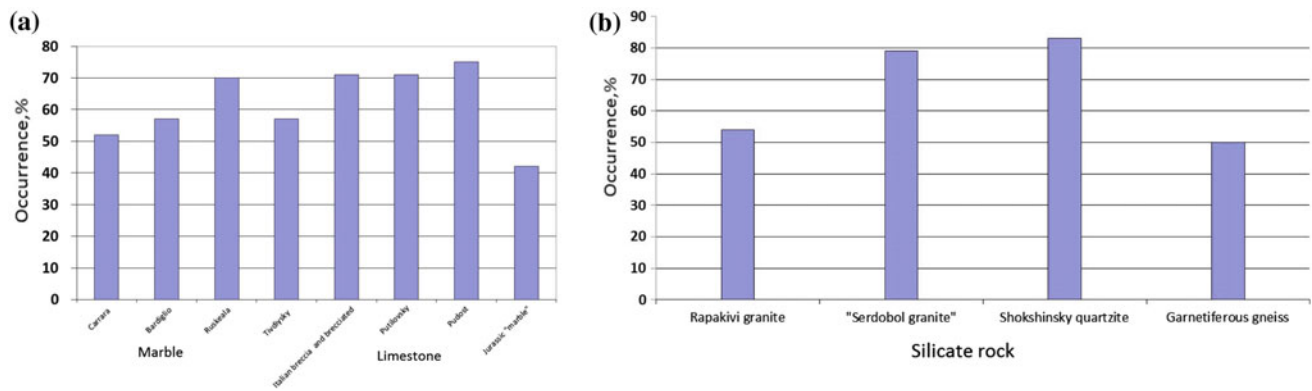 (a)
Occurrence,%
80
70
60
50
40
30
20
10
0
Carrara
Bardiglio
Ruskeala
Tivdiysky
Italian breccia and brecciated
Putilovsky
Pudost
Jurassic "marble"
Marble
Limestone
(b)
Occurrence,%
90
80
70
60
50
40
30
20
10
0
Rapakivi granite
"Serdobol granite"
Shokshinsky quartzite
Garnetiferous gneiss
Silicate rock